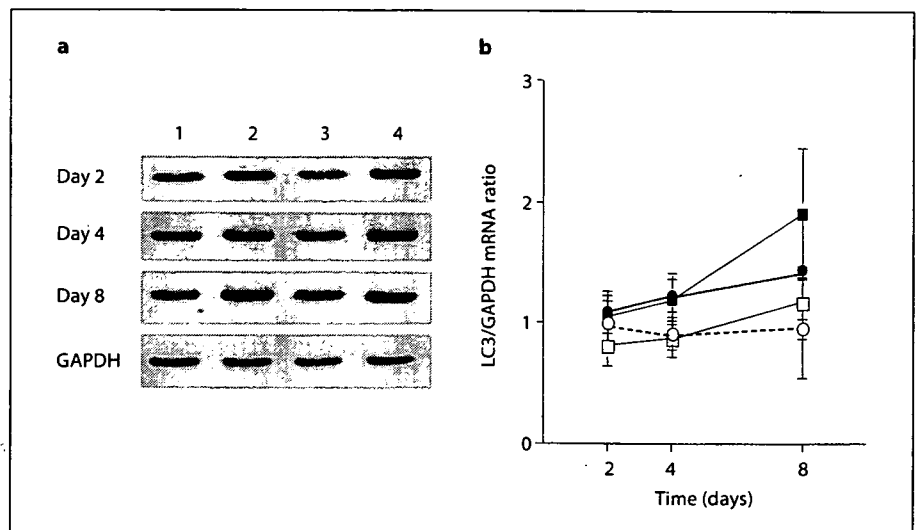 a
1 2 3 4
Day 2
Day 4
Day 8
GAPDH
b
3
2
1
0
LC3/GAPDH mRNA ratio
2 4 8
Time (days)